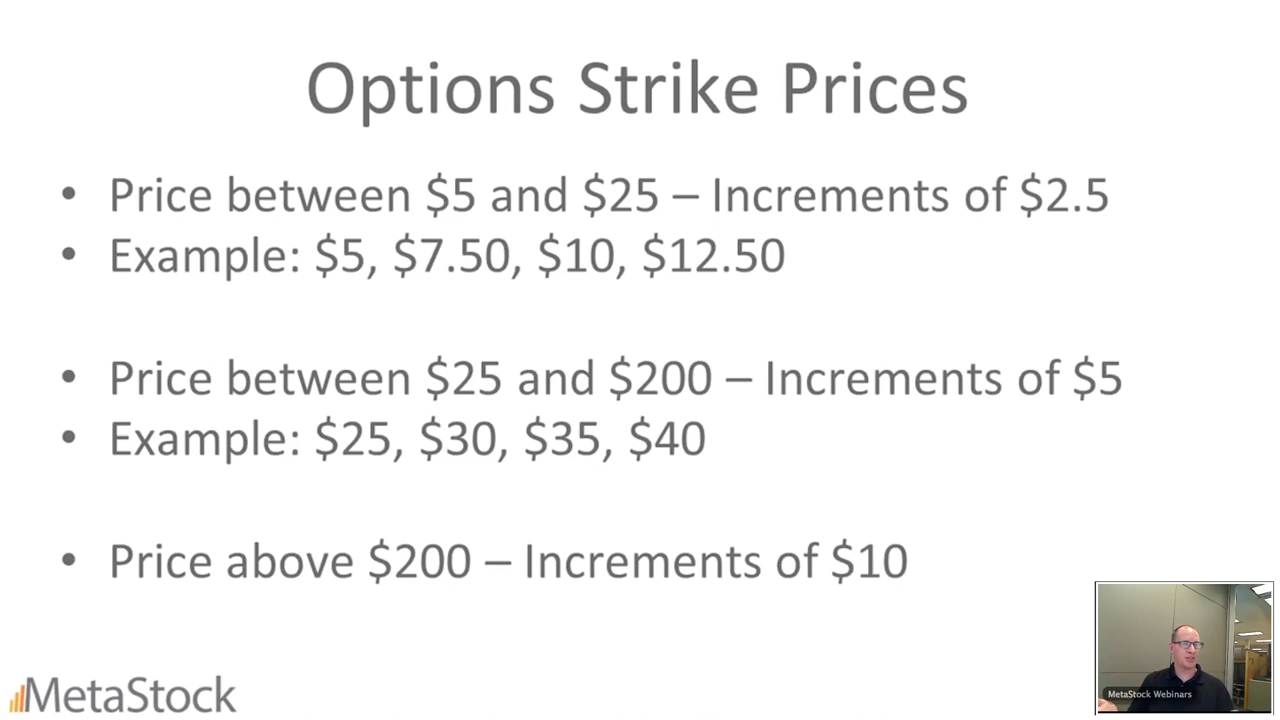 Options Strike Prices
• Price between $5 and $25 – Increments of $2.5
• Example: $5, $7.50, $10, $12.50
• Price between $25 and $200 – Increments of $5
• Example: $25, $30, $35, $40
• Price above $200 – Increments of $10
MetaStock
MetaStock Webinars